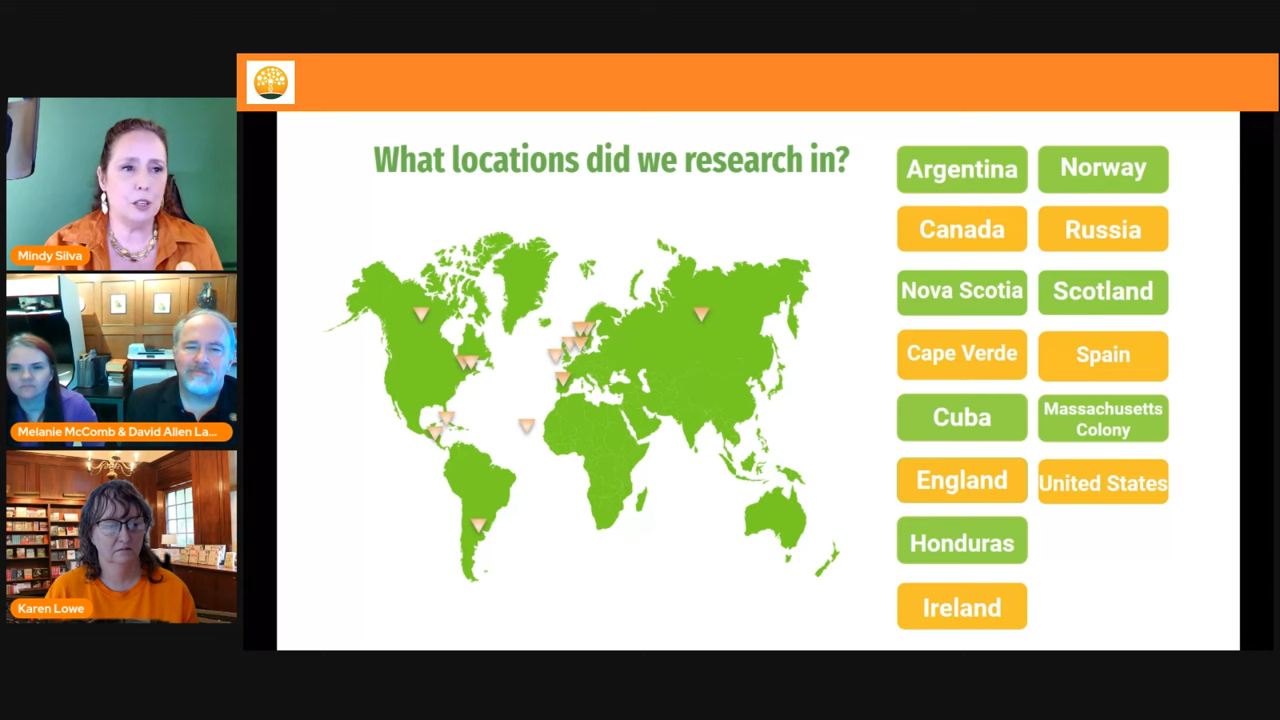 What locations did we research in?
Argentina
Norway
Canada
Russia
Nova Scotia
Scotland
Cape Verde
Spain
Cuba
Massachusetts
Colony
England
United States
Honduras
Ireland
Mindy Silva
Melanie McComb & David Allen La...
Karen Lowe